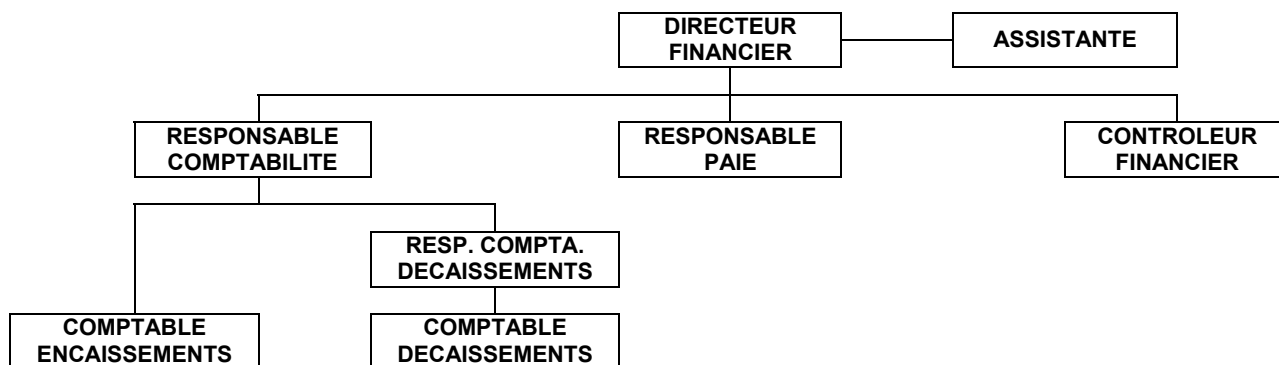 DIRECTEUR
FINANCIER
ASSISTANTE
RESPONSABLE
COMPTABILITE
RESPONSABLE
PAIE
CONTROLEUR
FINANCIER
RESP. COMPTA.
DECAISSEMENTS
COMPTABLE
ENCAISSEMENTS
COMPTABLE
DECAISSEMENTS